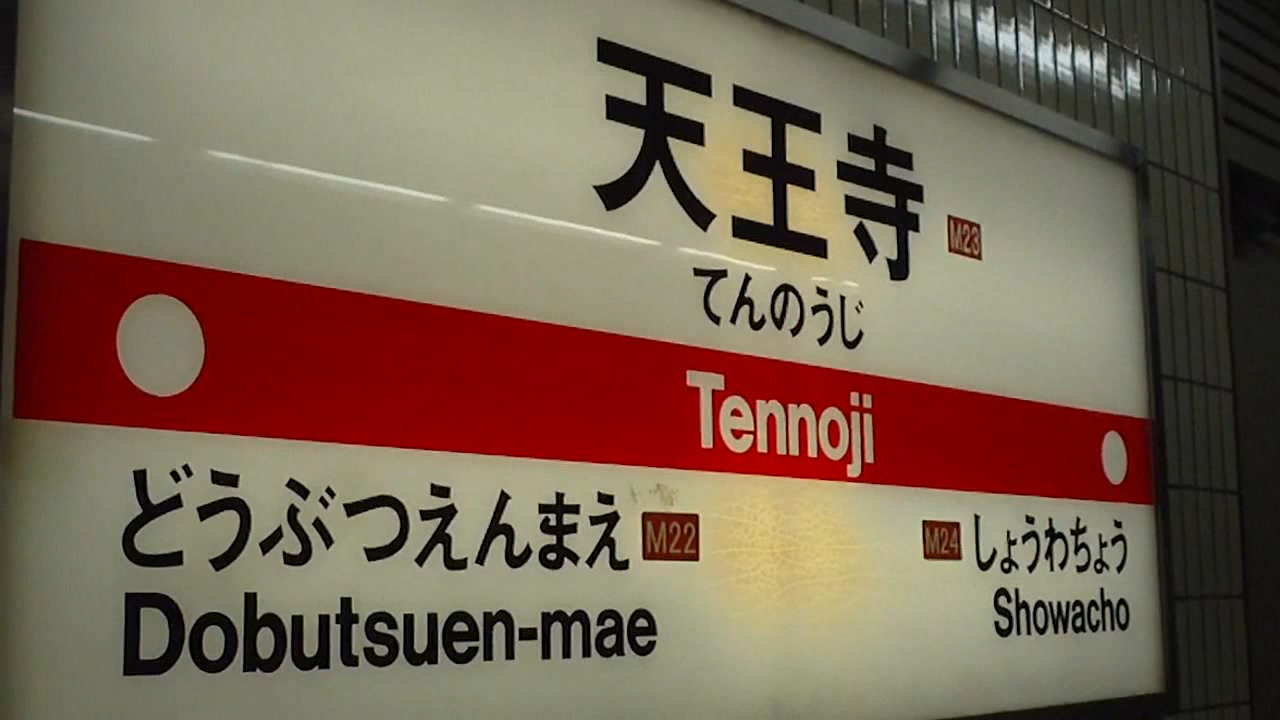 天王寺 M23
てんのうじ
Tennoji
どうぶつえんまえ M22
Dobutsuen-mae
M24 しょうわちょう
Showacho